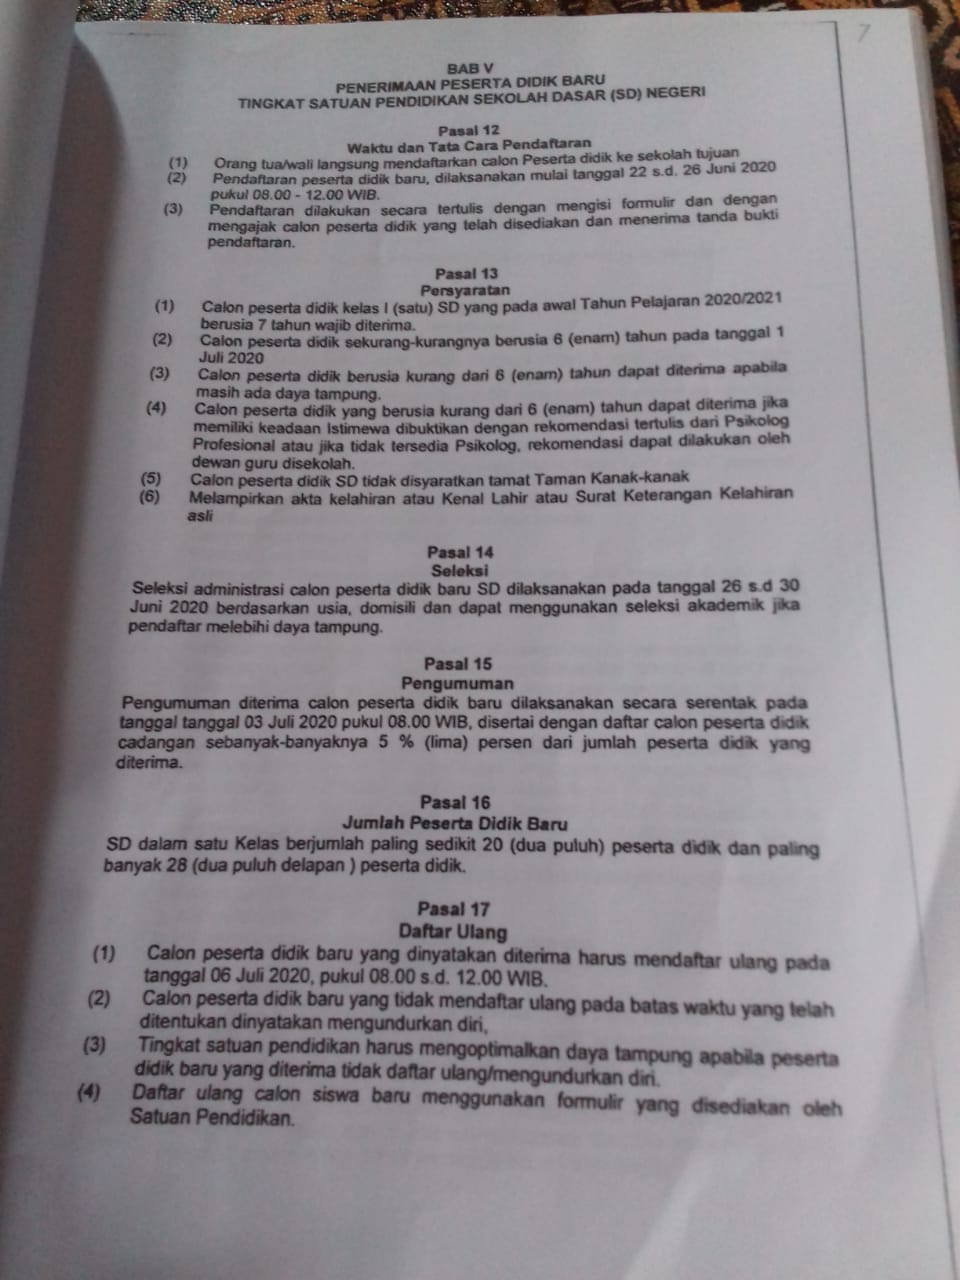 7
BAB V
PENERIMAAN PESERTA DIDIK BARU
TINGKAT SATUAN PENDIDIKAN SEKOLAH DASAR (SD) NEGERI
Pasal 12
Waktu dan Tata Cara Pendaftaran
(1) Orang tua/wali langsung mendaftarkan calon Peserta didik ke sekolah tujuan
(2) Pendaftaran peserta didik baru, dilaksanakan mulai tanggal 22 s.d. 26 Juni 2020
pukul 08.00 - 12.00 WIB.
(3) Pendaftaran dilakukan secara tertulis dengan mengisi formulir dan dengan
mengajak calon peserta didik yang telah disediakan dan menerima tanda bukti
pendaftaran.
Pasal 13
Persyaratan
(1) Calon peserta didik kelas I (satu) SD yang pada awal Tahun Pelajaran 2020/2021
berusia 7 tahun wajib diterima.
(2) Calon peserta didik sekurang-kurangnya berusia 6 (enam) tahun pada tanggal 1
Juli 2020
(3) Calon peserta didik berusia kurang dari 6 (enam) tahun dapat diterima apabila
masih ada daya tampung.
(4) Calon peserta didik yang berusia kurang dari 6 (enam) tahun dapat diterima jika
memiliki keadaan Istimewa dibuktikan dengan rekomendasi tertulis dari Psikolog
Profesional atau jika tidak tersedia Psikolog, rekomendasi dapat dilakukan oleh
dewan guru disekolah.
(5) Calon peserta didik SD tidak disyaratkan tamat Taman Kanak-kanak
(6) Melampirkan akta kelahiran atau Kenal Lahir atau Surat Keterangan Kelahiran
asli
Pasal 14
Seleksi
Seleksi administrasi calon peserta didik baru SD dilaksanakan pada tanggal 26 s.d 30
Juni 2020 berdasarkan usia, domisili dan dapat menggunakan seleksi akademik jika
pendaftar melebihi daya tampung.
Pasal 15
Pengumuman
Pengumuman diterima calon peserta didik baru dilaksanakan secara serentak pada
tanggal tanggal 03 Juli 2020 pukul 08.00 WIB, disertai dengan daftar calon peserta didik
cadangan sebanyak-banyaknya 5 % (lima) persen dari jumlah peserta didik yang
diterima.
Pasal 16
Jumlah Peserta Didik Baru
SD dalam satu Kelas berjumlah paling sedikit 20 (dua puluh) peserta didik dan paling
banyak 28 (dua puluh delapan ) peserta didik.
Pasal 17
Daftar Ulang
(1) Calon peserta didik baru yang dinyatakan diterima harus mendaftar ulang pada
tanggal 06 Juli 2020, pukul 08.00 s.d. 12.00 WIB.
(2) Calon peserta didik baru yang tidak mendaftar ulang pada batas waktu yang telah
ditentukan dinyatakan mengundurkan diri,
(3) Tingkat satuan pendidikan harus mengoptimalkan daya tampung apabila peserta
didik baru yang diterima tidak daftar ulang/mengundurkan diri.
(4) Daftar ulang calon siswa baru menggunakan formulir yang disediakan oleh
Satuan Pendidikan.